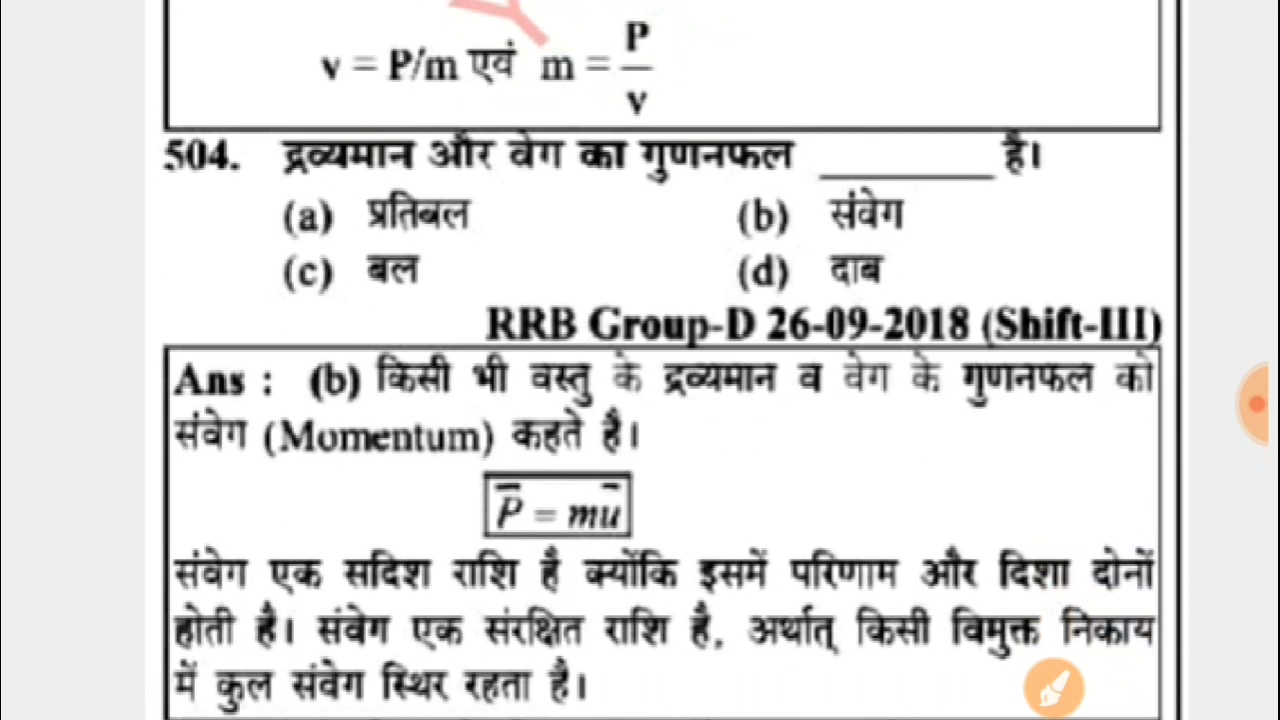 v = P/m एवं m = P/v
504. द्रव्यमान और वेग का गुणनफल __________ है।
(a) प्रतिबल (b) संवेग
(c) बल (d) दाब
RRB Group-D 26-09-2018 (Shift-III)
Ans : (b) किसी भी वस्तु के द्रव्यमान व वेग के गुणनफल को
संवेग (Momentum) कहते है।
P̅ = mu̅
संवेग एक सदिश राशि है क्योंकि इसमें परिणाम और दिशा दोनों
होती है। संवेग एक संरक्षित राशि है, अर्थात् किसी विमुक्त निकाय
में कुल संवेग स्थिर रहता है।